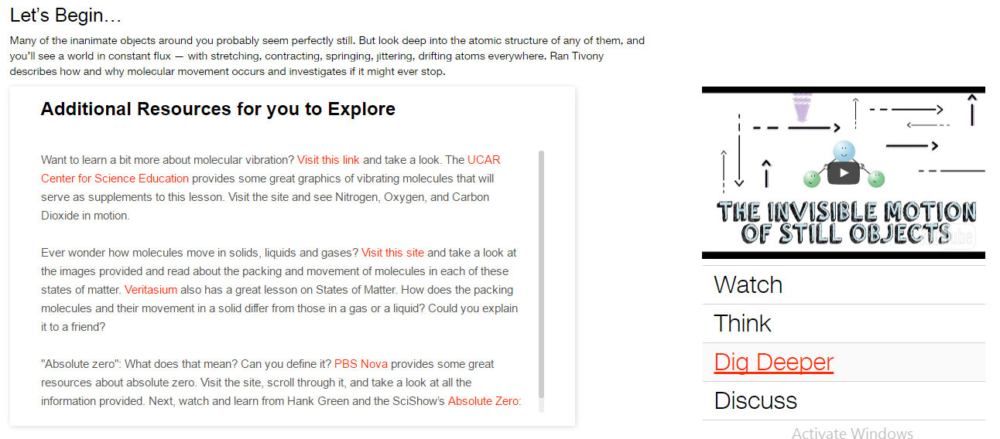 Let’s Begin…
Many of the inanimate objects around you probably seem perfectly still. But look deep into the atomic structure of any of them, and
you’ll see a world in constant flux — with stretching, contracting, springing, jittering, drifting atoms everywhere. Ran Tivony
describes how and why molecular movement occurs and investigates if it might ever stop.
Additional Resources for you to Explore
Want to learn a bit more about molecular vibration? Visit this link and take a look. The UCAR
Center for Science Education provides some great graphics of vibrating molecules that will
serve as supplements to this lesson. Visit the site and see Nitrogen, Oxygen, and Carbon
Dioxide in motion.
Ever wonder how molecules move in solids, liquids and gases? Visit this site and take a look at
the images provided and read about the packing and movement of molecules in each of these
states of matter. Veritasium also has a great lesson on States of Matter. How does the packing
molecules and their movement in a solid differ from those in a gas or a liquid? Could you explain
it to a friend?
"Absolute zero": What does that mean? Can you define it? PBS Nova provides some great
resources about absolute zero. Visit the site, scroll through it, and take a look at all the
information provided. Next, watch and learn from Hank Green and the SciShow’s Absolute Zero:
THE INVISIBLE MOTION
OF STILL OBJECTS
Watch
Think
Dig Deeper
Discuss
Activate Windows